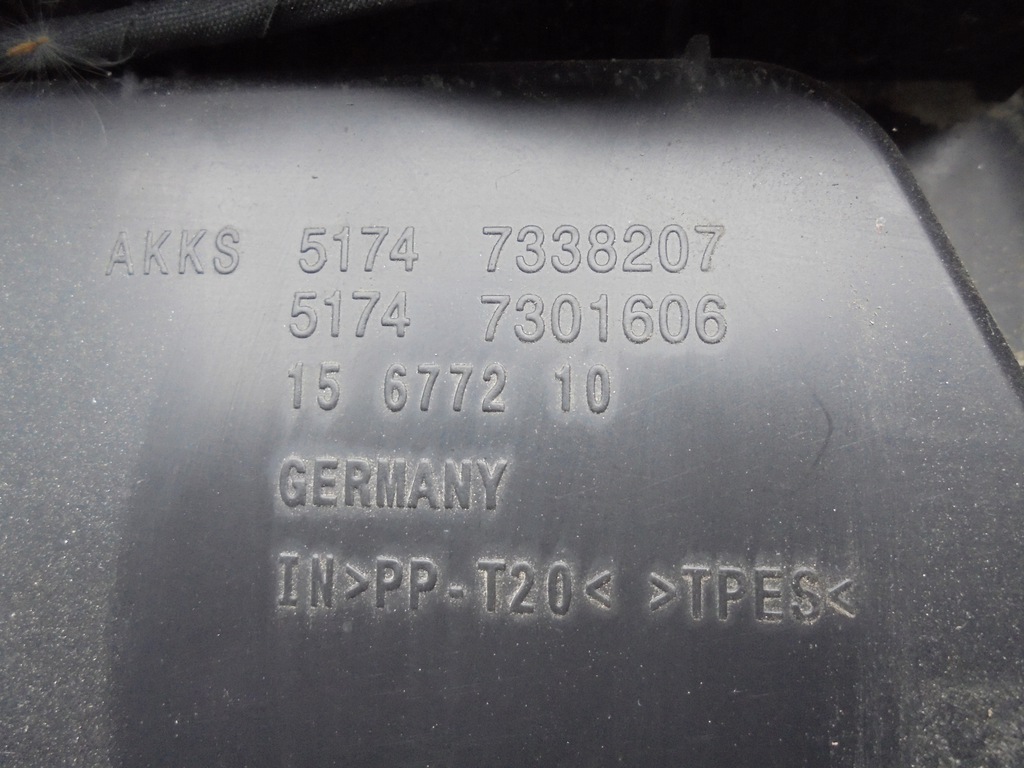 AKKS 5174 7338207
5174 7301606
15 6772 10
GERMANY
IN>PP-T20< >TPES<